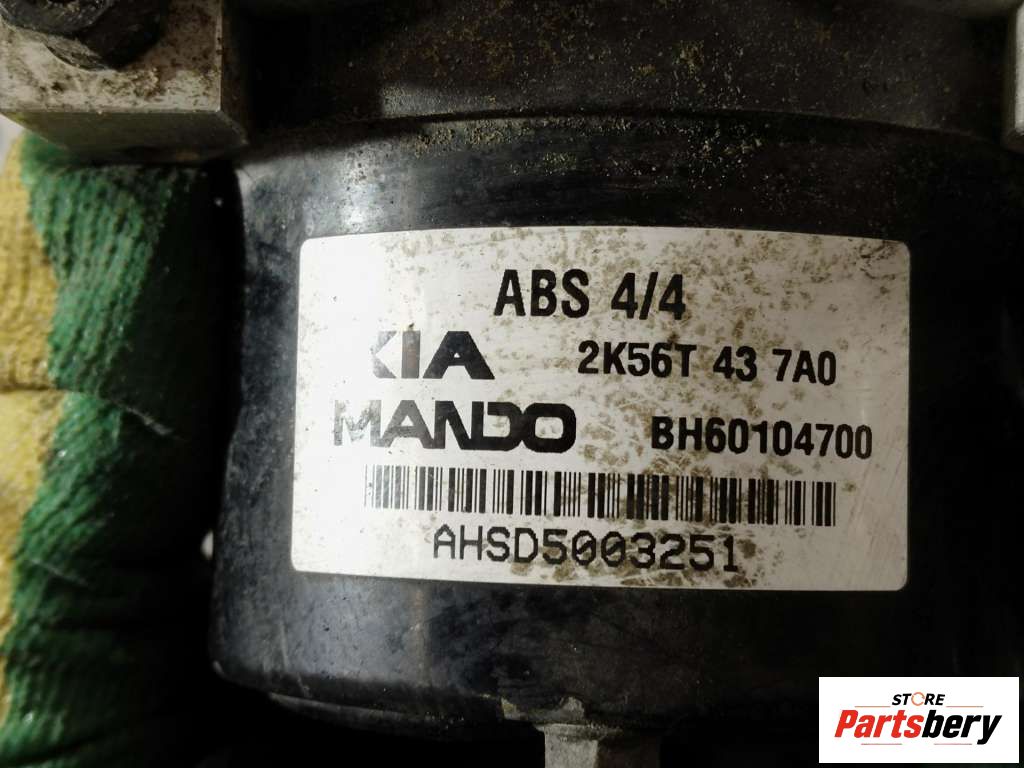 ABS 4/4
KIA 2K56T 43 7A0
MANDO BH60104700
AHSD5003251
STORE
Partsbery